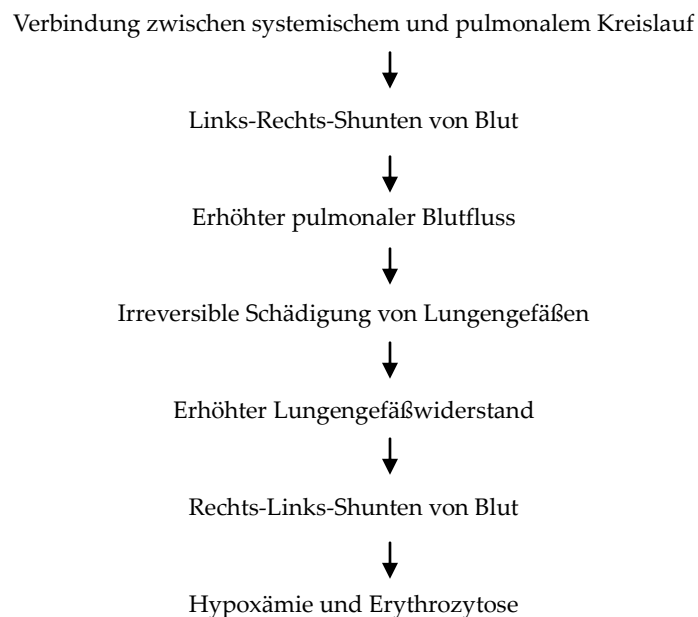 Verbindung zwischen systemischem und pulmonalem Kreislauf
Links-Rechts-Shunten von Blut
Erhöhter pulmonaler Blutfluss
Irreversible Schädigung von Lungengefäßen
Erhöhter Lungengefäßwiderstand
Rechts-Links-Shunten von Blut
Hypoxämie und Erythrozytose